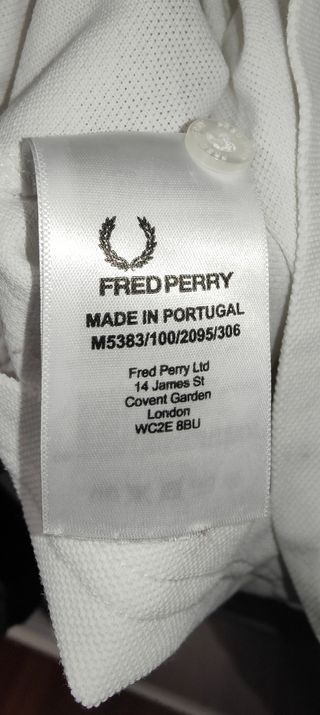 FRED PERRY
MADE IN PORTUGAL
M5383/100/2095/306
Fred Perry Ltd
14 James St
Covent Garden
London
WC2E 8BU